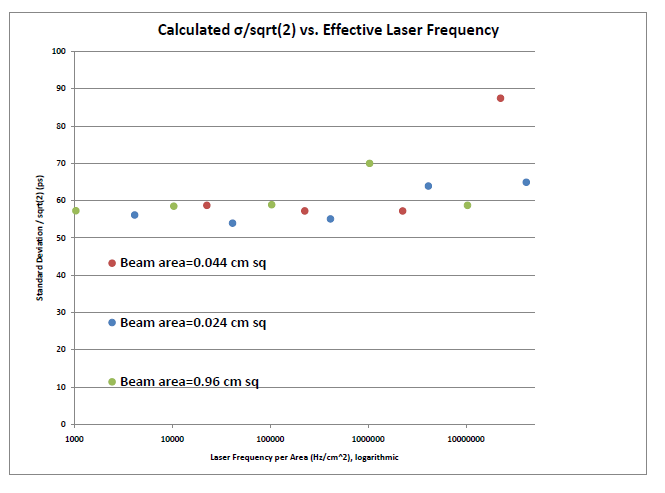 Calculated σ/sqrt(2) vs. Effective Laser Frequency
100
90
80
70
60
50
40
30
20
10
0
Standard Deviation / sqrt(2) (ps)
Beam area=0.044 cm sq
Beam area=0.024 cm sq
Beam area=0.96 cm sq
1000 10000 100000 1000000 10000000
Laser Frequency per Area (Hz/cm^2), logarithmic